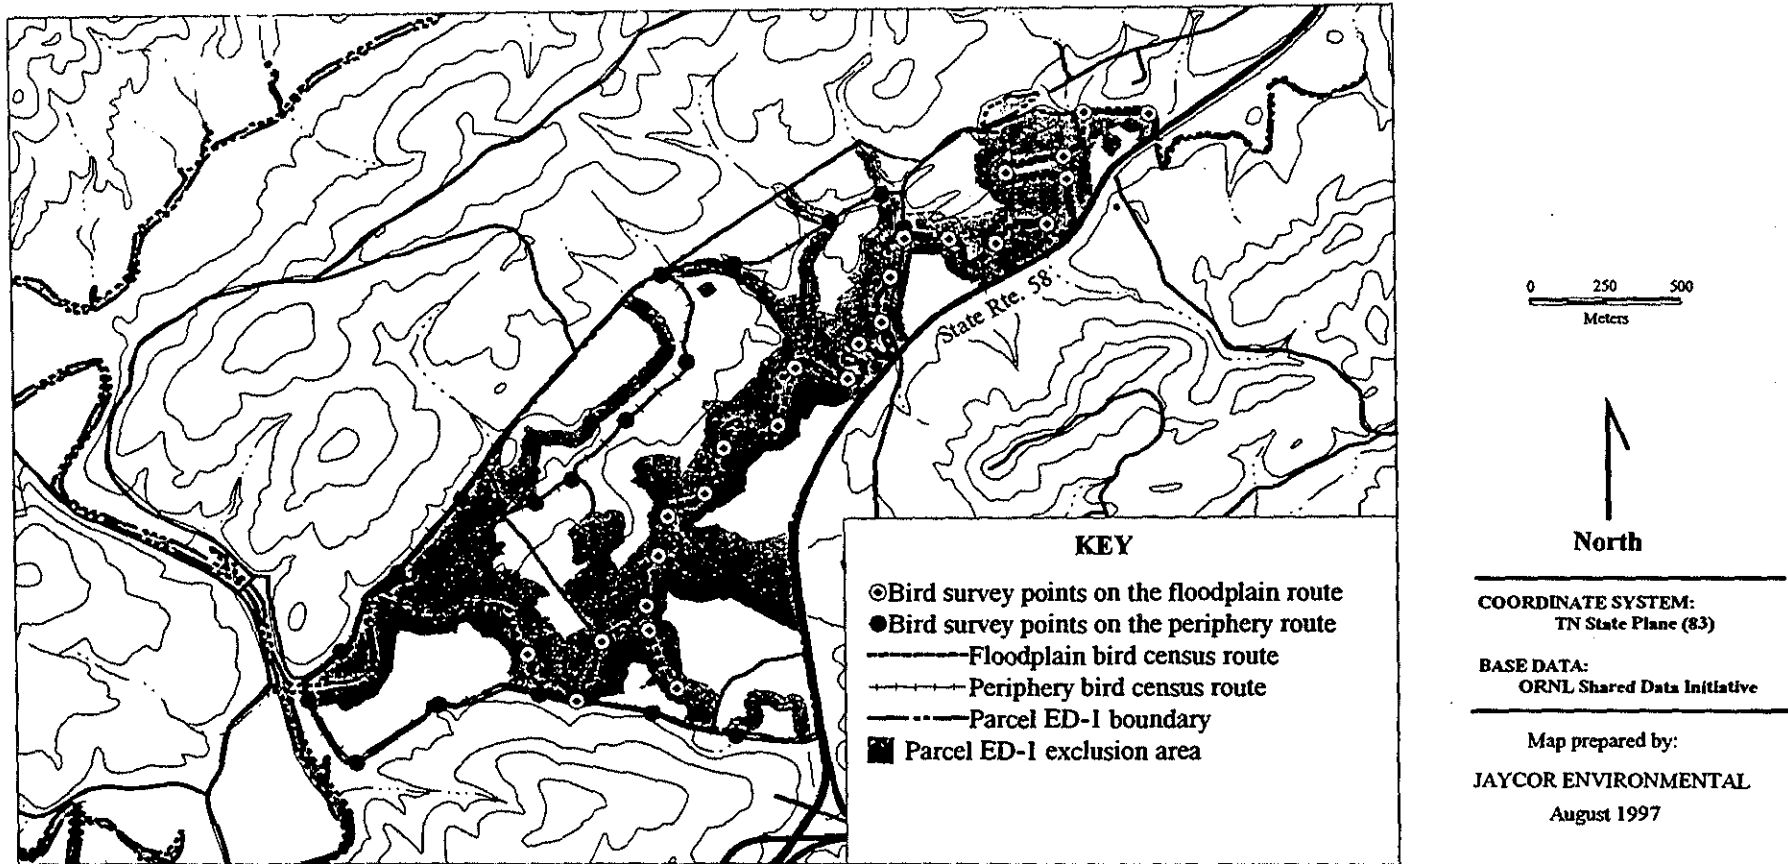 State Rte. 58
KEY
Bird survey points on the floodplain route
Bird survey points on the periphery route
Floodplain bird census route
Periphery bird census route
Parcel ED-1 boundary
Parcel ED-1 exclusion area
0 250 500
Meters
North
COORDINATE SYSTEM:
TN State Plane (83)
BASE DATA:
ORNL Shared Data Initiative
Map prepared by:
JAYCOR ENVIRONMENTAL
August 1997